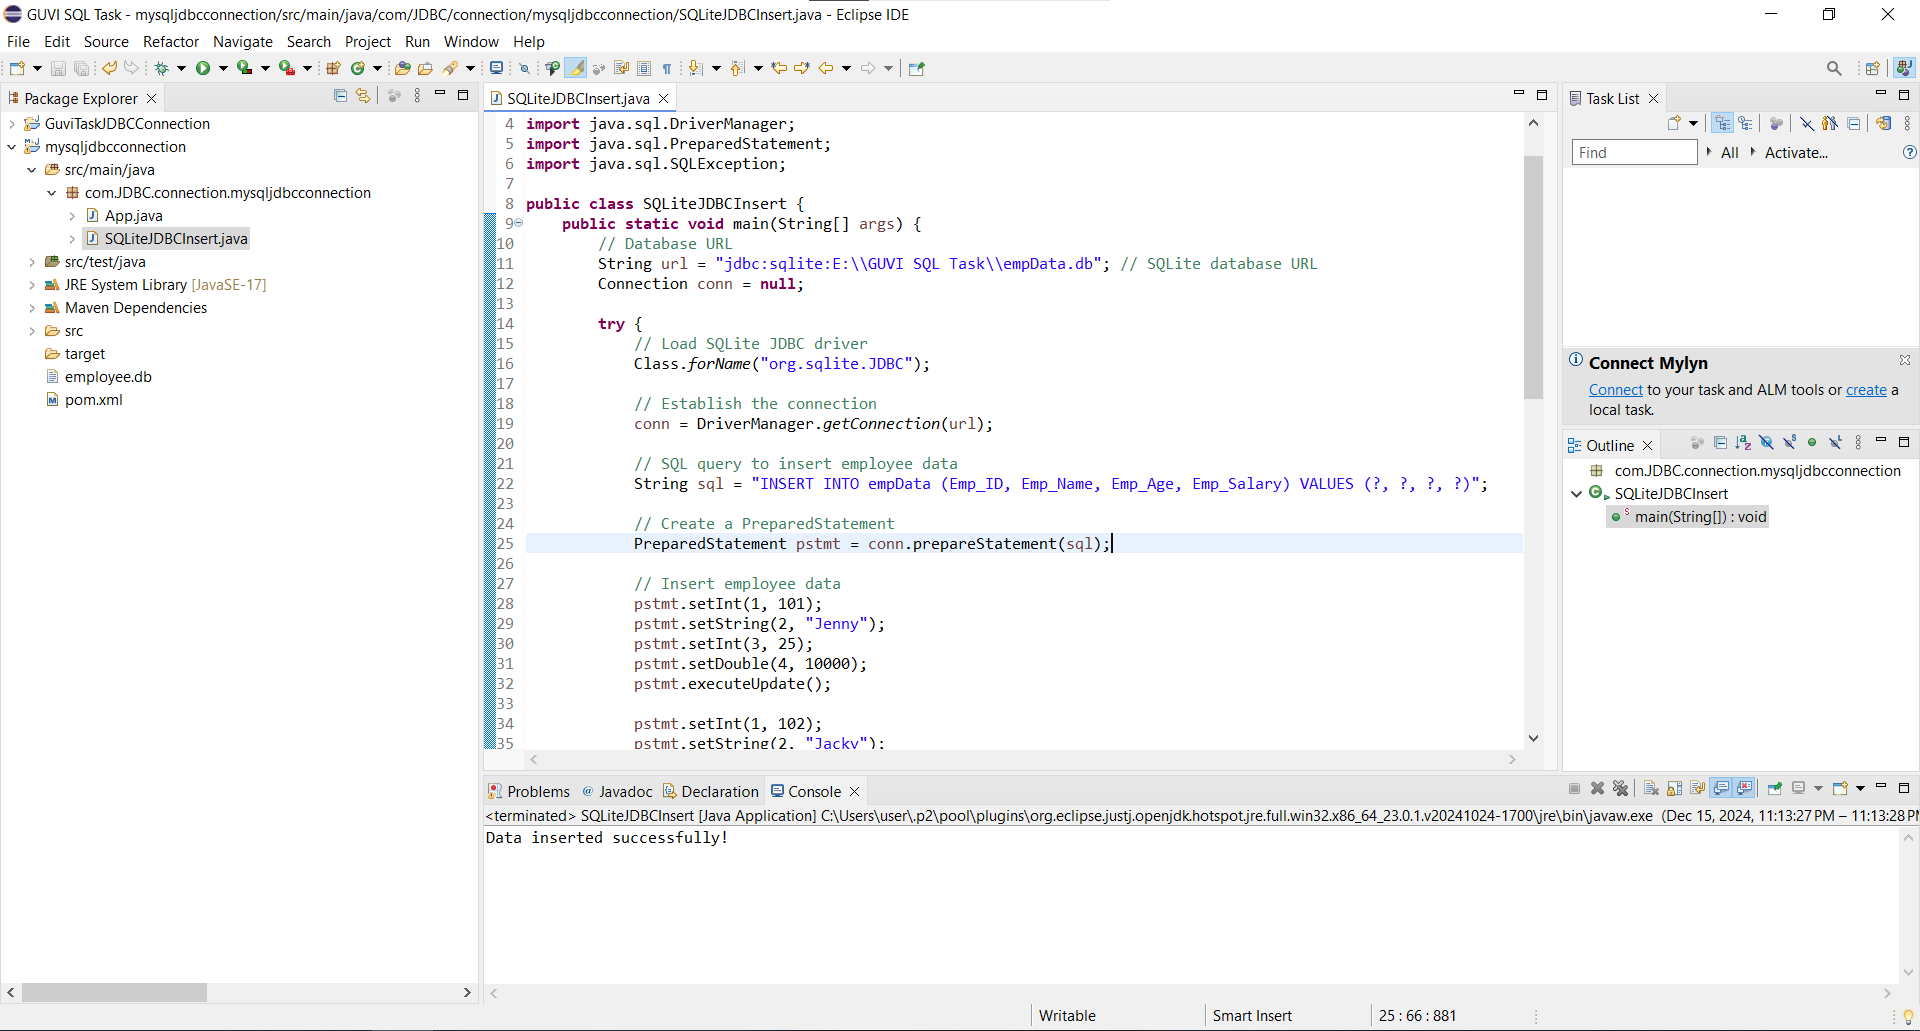 GUVI SQL Task - mysqljdbcconnection/src/main/java/com/JDBC/connection/mysqljdbcconnection/SQLiteJDBCInsert.java - Eclipse IDE
File Edit Source Refactor Navigate Search Project Run Window Help
Package Explorer
GuviTaskJDBCConnection
mysqljdbcconnection
src/main/java
com.JDBC.connection.mysqljdbcconnection
App.java
SQLiteJDBCInsert.java
src/test/java
JRE System Library [JavaSE-17]
Maven Dependencies
src
target
employee.db
pom.xml
SQLiteJDBCInsert.java
4 import java.sql.DriverManager;
5 import java.sql.PreparedStatement;
6 import java.sql.SQLException;
7
8 public class SQLiteJDBCInsert {
9 public static void main(String[] args) {
10 // Database URL
11 String url = "jdbc:sqlite:E:\\GUVI SQL Task\\empData.db"; // SQLite database URL
12 Connection conn = null;
13
14 try {
15 // Load SQLite JDBC driver
16 Class.forName("org.sqlite.JDBC");
17
18 // Establish the connection
19 conn = DriverManager.getConnection(url);
20
21 // SQL query to insert employee data
22 String sql = "INSERT INTO empData (Emp_ID, Emp_Name, Emp_Age, Emp_Salary) VALUES (?, ?, ?, ?)";
23
24 // Create a PreparedStatement
25 PreparedStatement pstmt = conn.prepareStatement(sql);
26
27 // Insert employee data
28 pstmt.setInt(1, 101);
29 pstmt.setString(2, "Jenny");
30 pstmt.setInt(3, 25);
31 pstmt.setDouble(4, 10000);
32 pstmt.executeUpdate();
33
34 pstmt.setInt(1, 102);
35 pstmt.setString(2, "Jacky");
Task List
Find All Activate...
Connect Mylyn
Connect to your task and ALM tools or create a
local task.
Outline
com.JDBC.connection.mysqljdbcconnection
SQLiteJDBCInsert
main(String[]) : void
Problems @ Javadoc Declaration Console
<terminated> SQLiteJDBCInsert [Java Application] C:\Users\user\.p2\pool\plugins\org.eclipse.justj.openjdk.hotspot.jre.full.win32.x86_64_23.0.1.v20241024-1700\jre\bin\javaw.exe (Dec 15, 2024, 11:13:27 PM – 11:13:28 PM
Data inserted successfully!
Writable Smart Insert 25 : 66 : 881